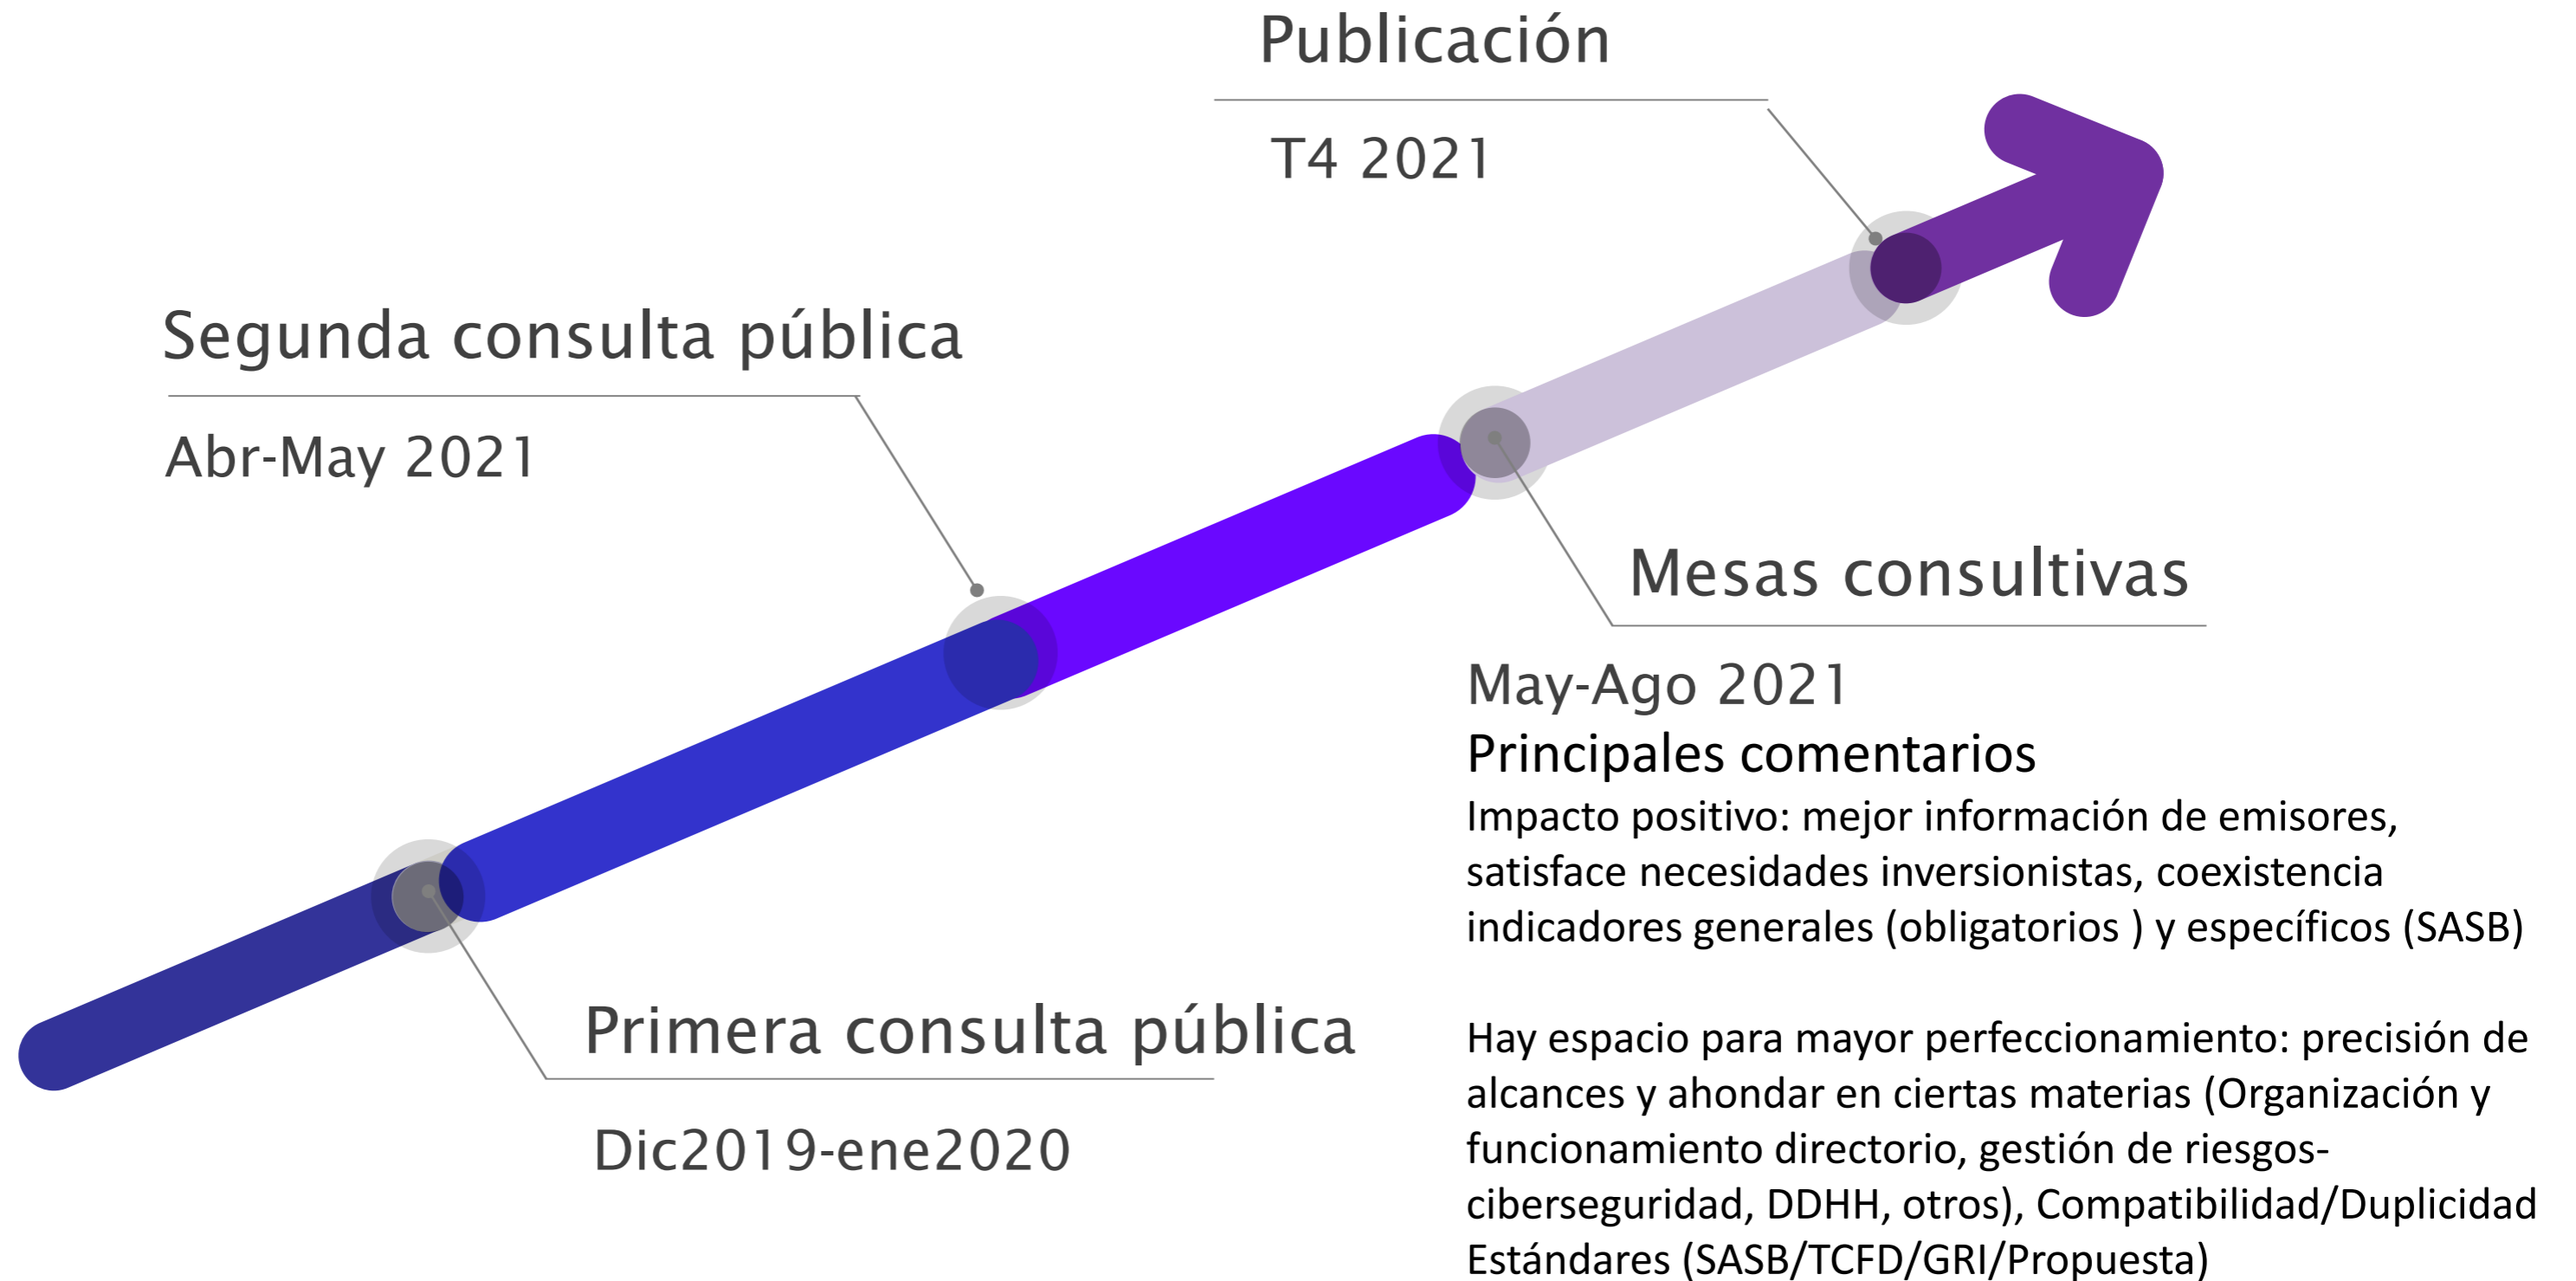 Publicación
T4 2021
Segunda consulta pública
Abr-May 2021
Mesas consultivas
May-Ago 2021
Principales comentarios
Impacto positivo: mejor información de emisores,
satisface necesidades inversionistas, coexistencia
indicadores generales (obligatorios ) y específicos (SASB)
Hay espacio para mayor perfeccionamiento: precisión de
alcances y ahondar en ciertas materias (Organización y
funcionamiento directorio, gestión de riesgos-
ciberseguridad, DDHH, otros), Compatibilidad/Duplicidad
Estándares (SASB/TCFD/GRI/Propuesta)
Primera consulta pública
Dic2019-ene2020